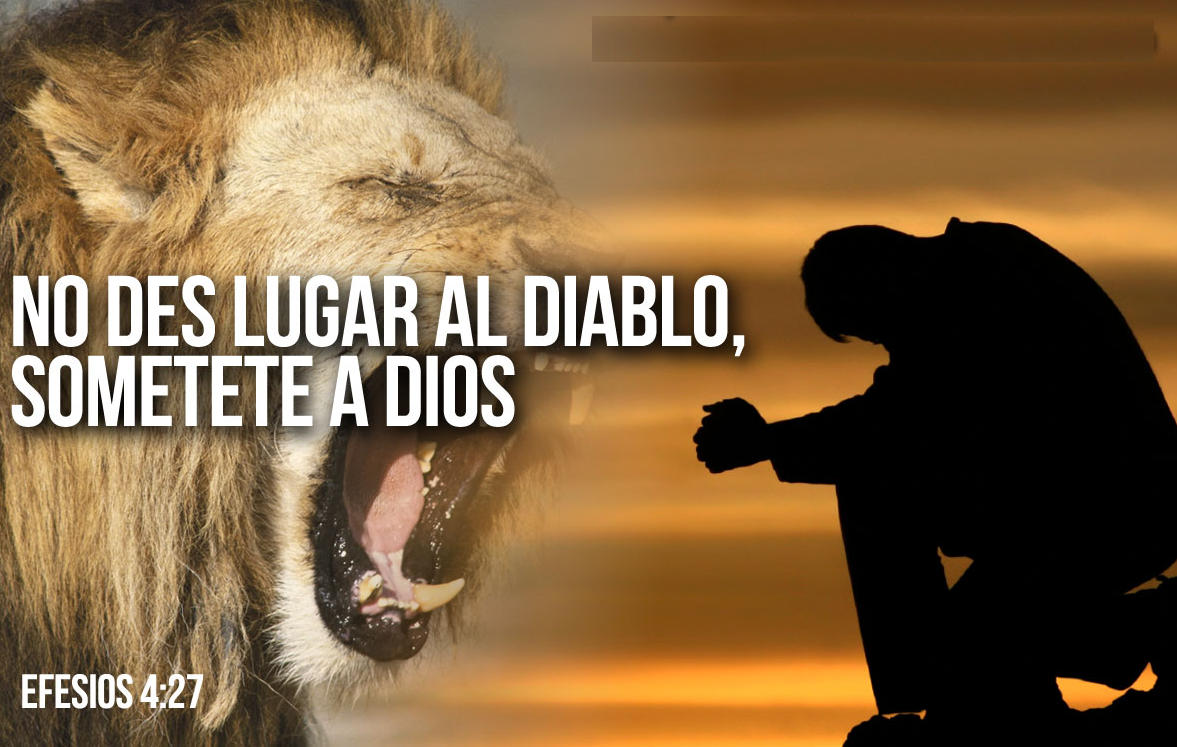 NO DES LUGAR AL DIABLO,
SOMETETE A DIOS
EFESIOS 4:27